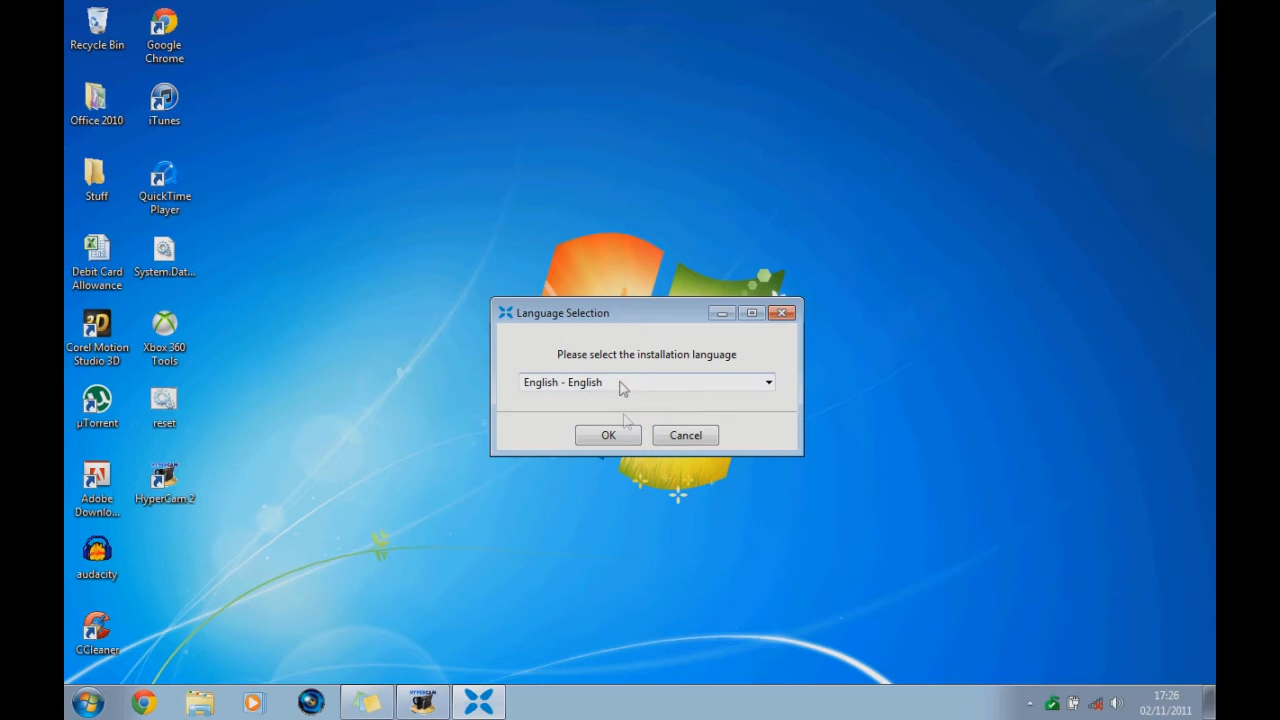 Recycle Bin
Google
Chrome
Office 2010
iTunes
Stuff
QuickTime
Player
Debit Card
Allowance
System.Dat...
Corel Motion
Studio 3D
Xbox 360
Tools
µTorrent
reset
Adobe
Downlo...
HyperCam 2
audacity
CCleaner
Language Selection
Please select the installation language
English - English
OK
Cancel
HYPERCAM
17:26
02/11/2011